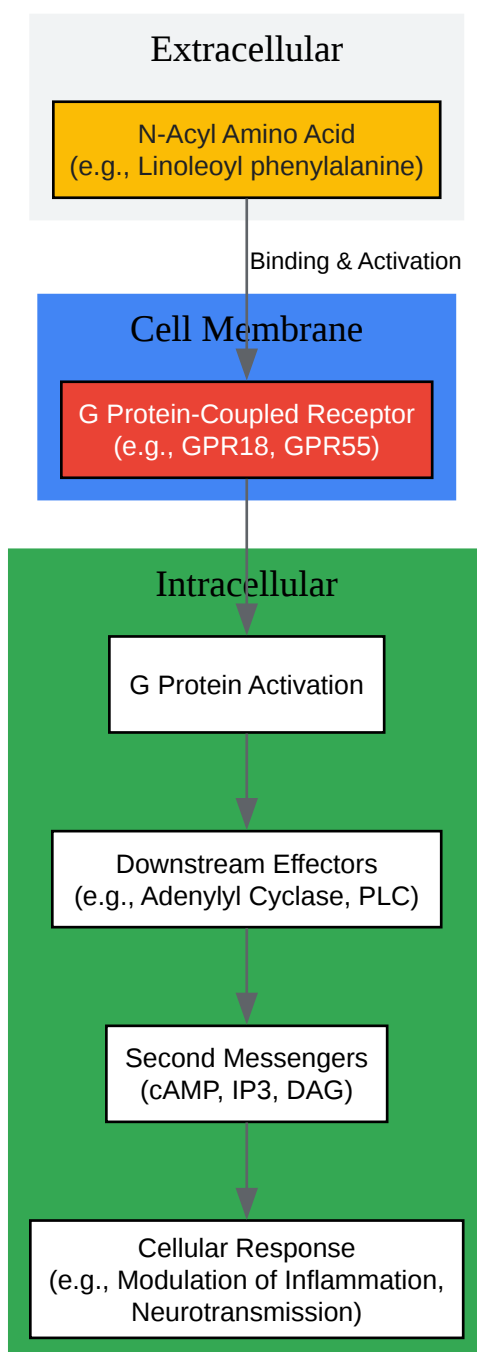 Extracellular
N-Acyl Amino Acid
(e.g., Linoleoyl phenylalanine)
Binding & Activation
Cell Membrane
G Protein-Coupled Receptor
(e.g., GPR18, GPR55)
Intracellular
G Protein Activation
Downstream Effectors
(e.g., Adenylyl Cyclase, PLC)
Second Messengers
(cAMP, IP3, DAG)
Cellular Response
(e.g., Modulation of Inflammation,
Neurotransmission)